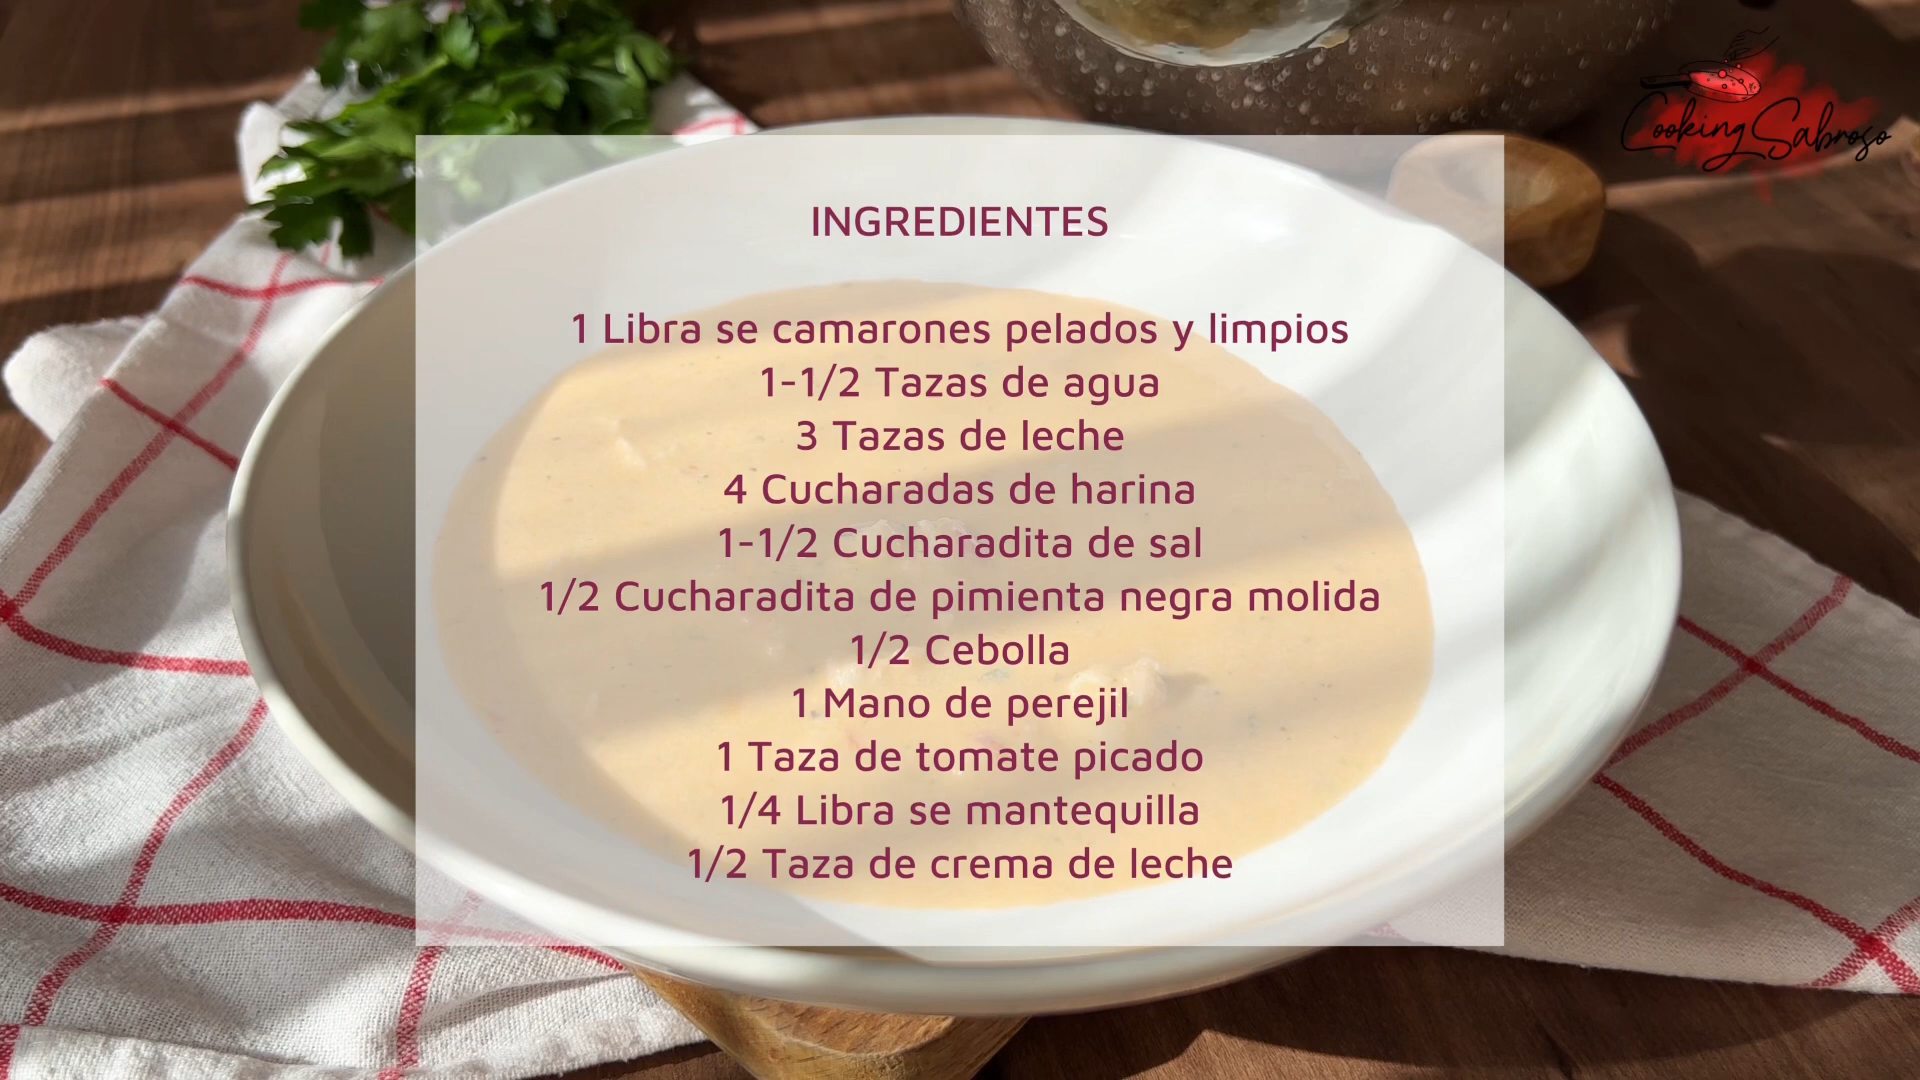 Cooking Sabroso
INGREDIENTES
1 Libra se camarones pelados y limpios
1-1/2 Tazas de agua
3 Tazas de leche
4 Cucharadas de harina
1-1/2 Cucharadita de sal
1/2 Cucharadita de pimienta negra molida
1/2 Cebolla
1 Mano de perejil
1 Taza de tomate picado
1/4 Libra se mantequilla
1/2 Taza de crema de leche